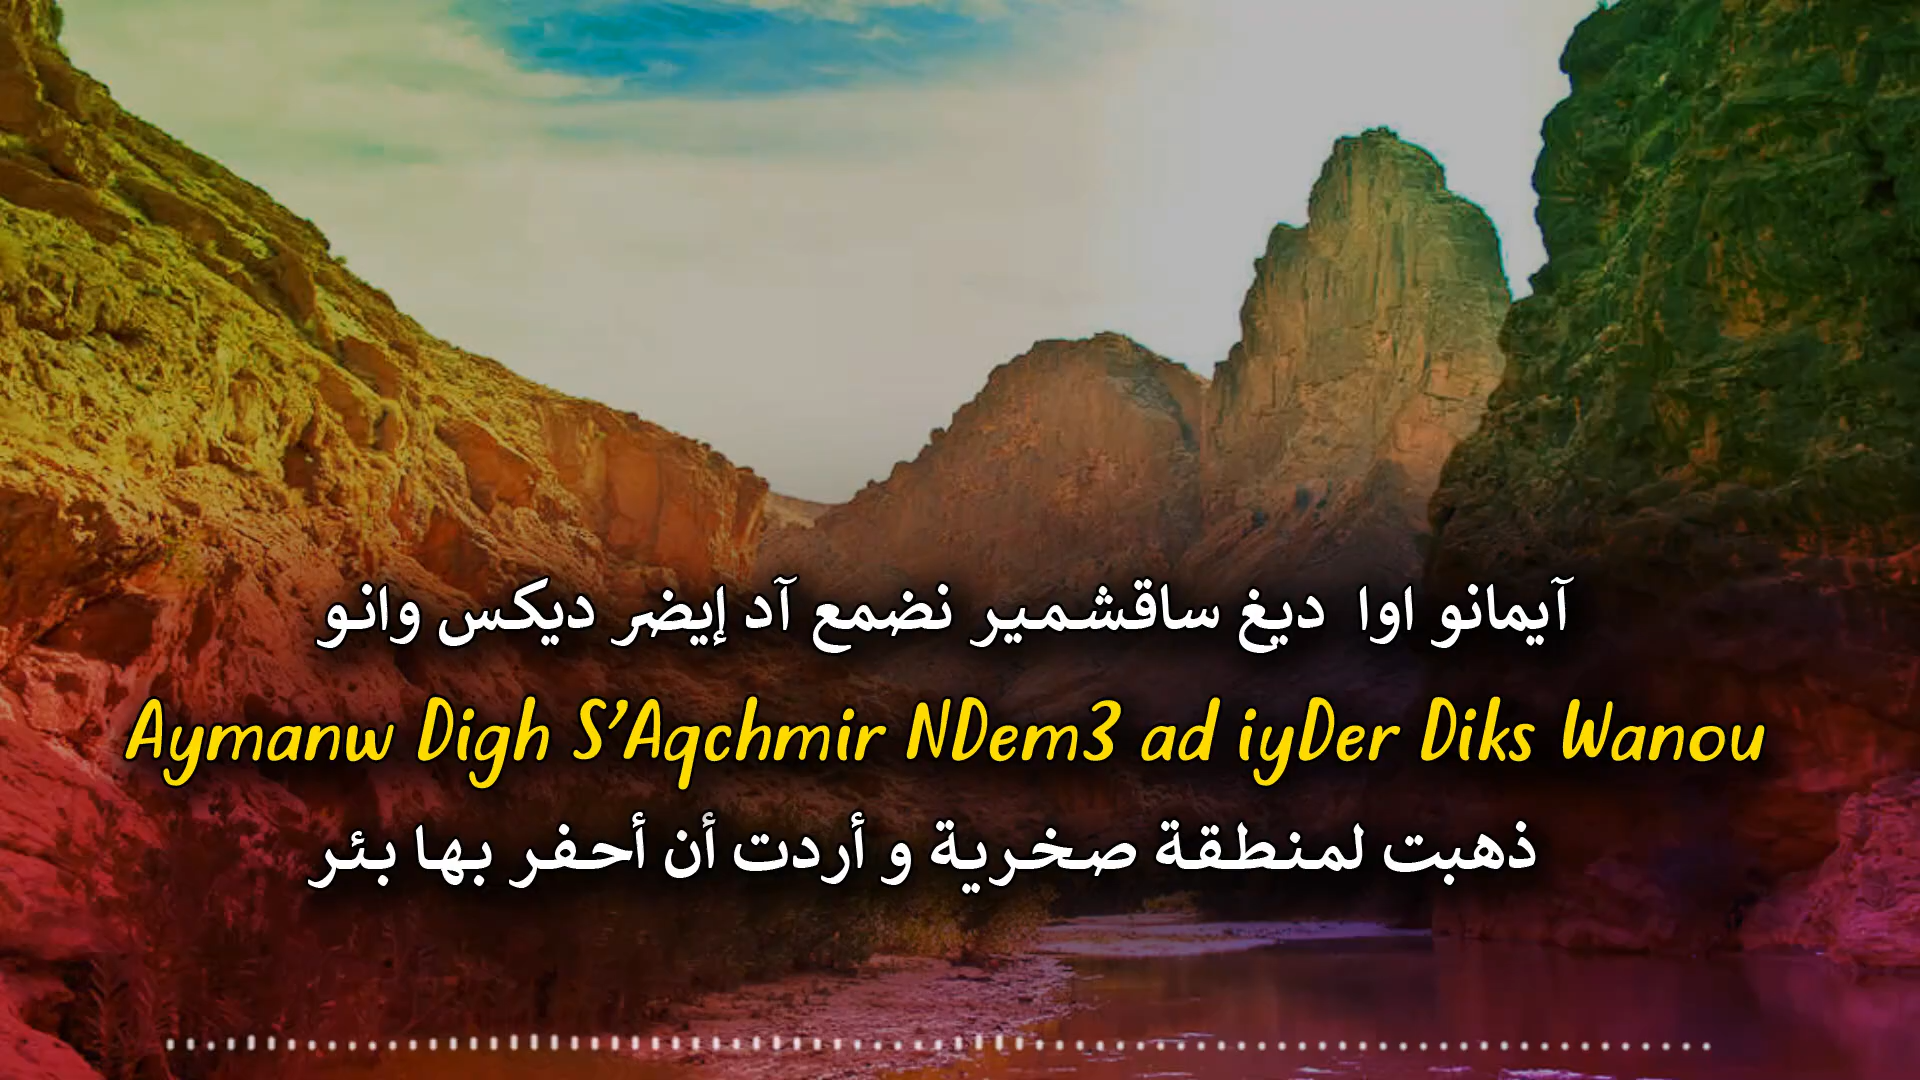 آيمانو اوا ديغ ساقشمير نضمع آد إيضر ديكس وانو
Aymanw Digh S’Aqchmir NDem3 ad iyDer Diks Wanou
ذهبت لمنطقة صخرية و أردت أن أحفر بها بئر